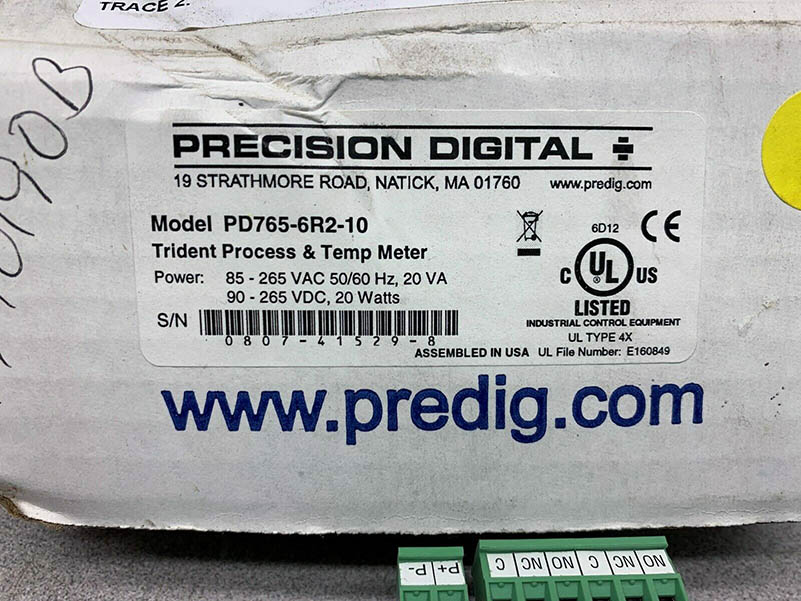 TRACE 2.
PRECISION DIGITAL
19 STRATHMORE ROAD, NATICK, MA 01760 www.predig.com
Model PD765-6R2-10
Trident Process & Temp Meter
Power: 85 - 265 VAC 50/60 Hz, 20 VA
90 - 265 VDC, 20 Watts
S/N
0807-41529-8
6D12
CE
C UL US
®
LISTED
INDUSTRIAL CONTROL EQUIPMENT
UL TYPE 4X
ASSEMBLED IN USA UL File Number: E160849
www.predig.com
P- P+ C NC NO C NC NO